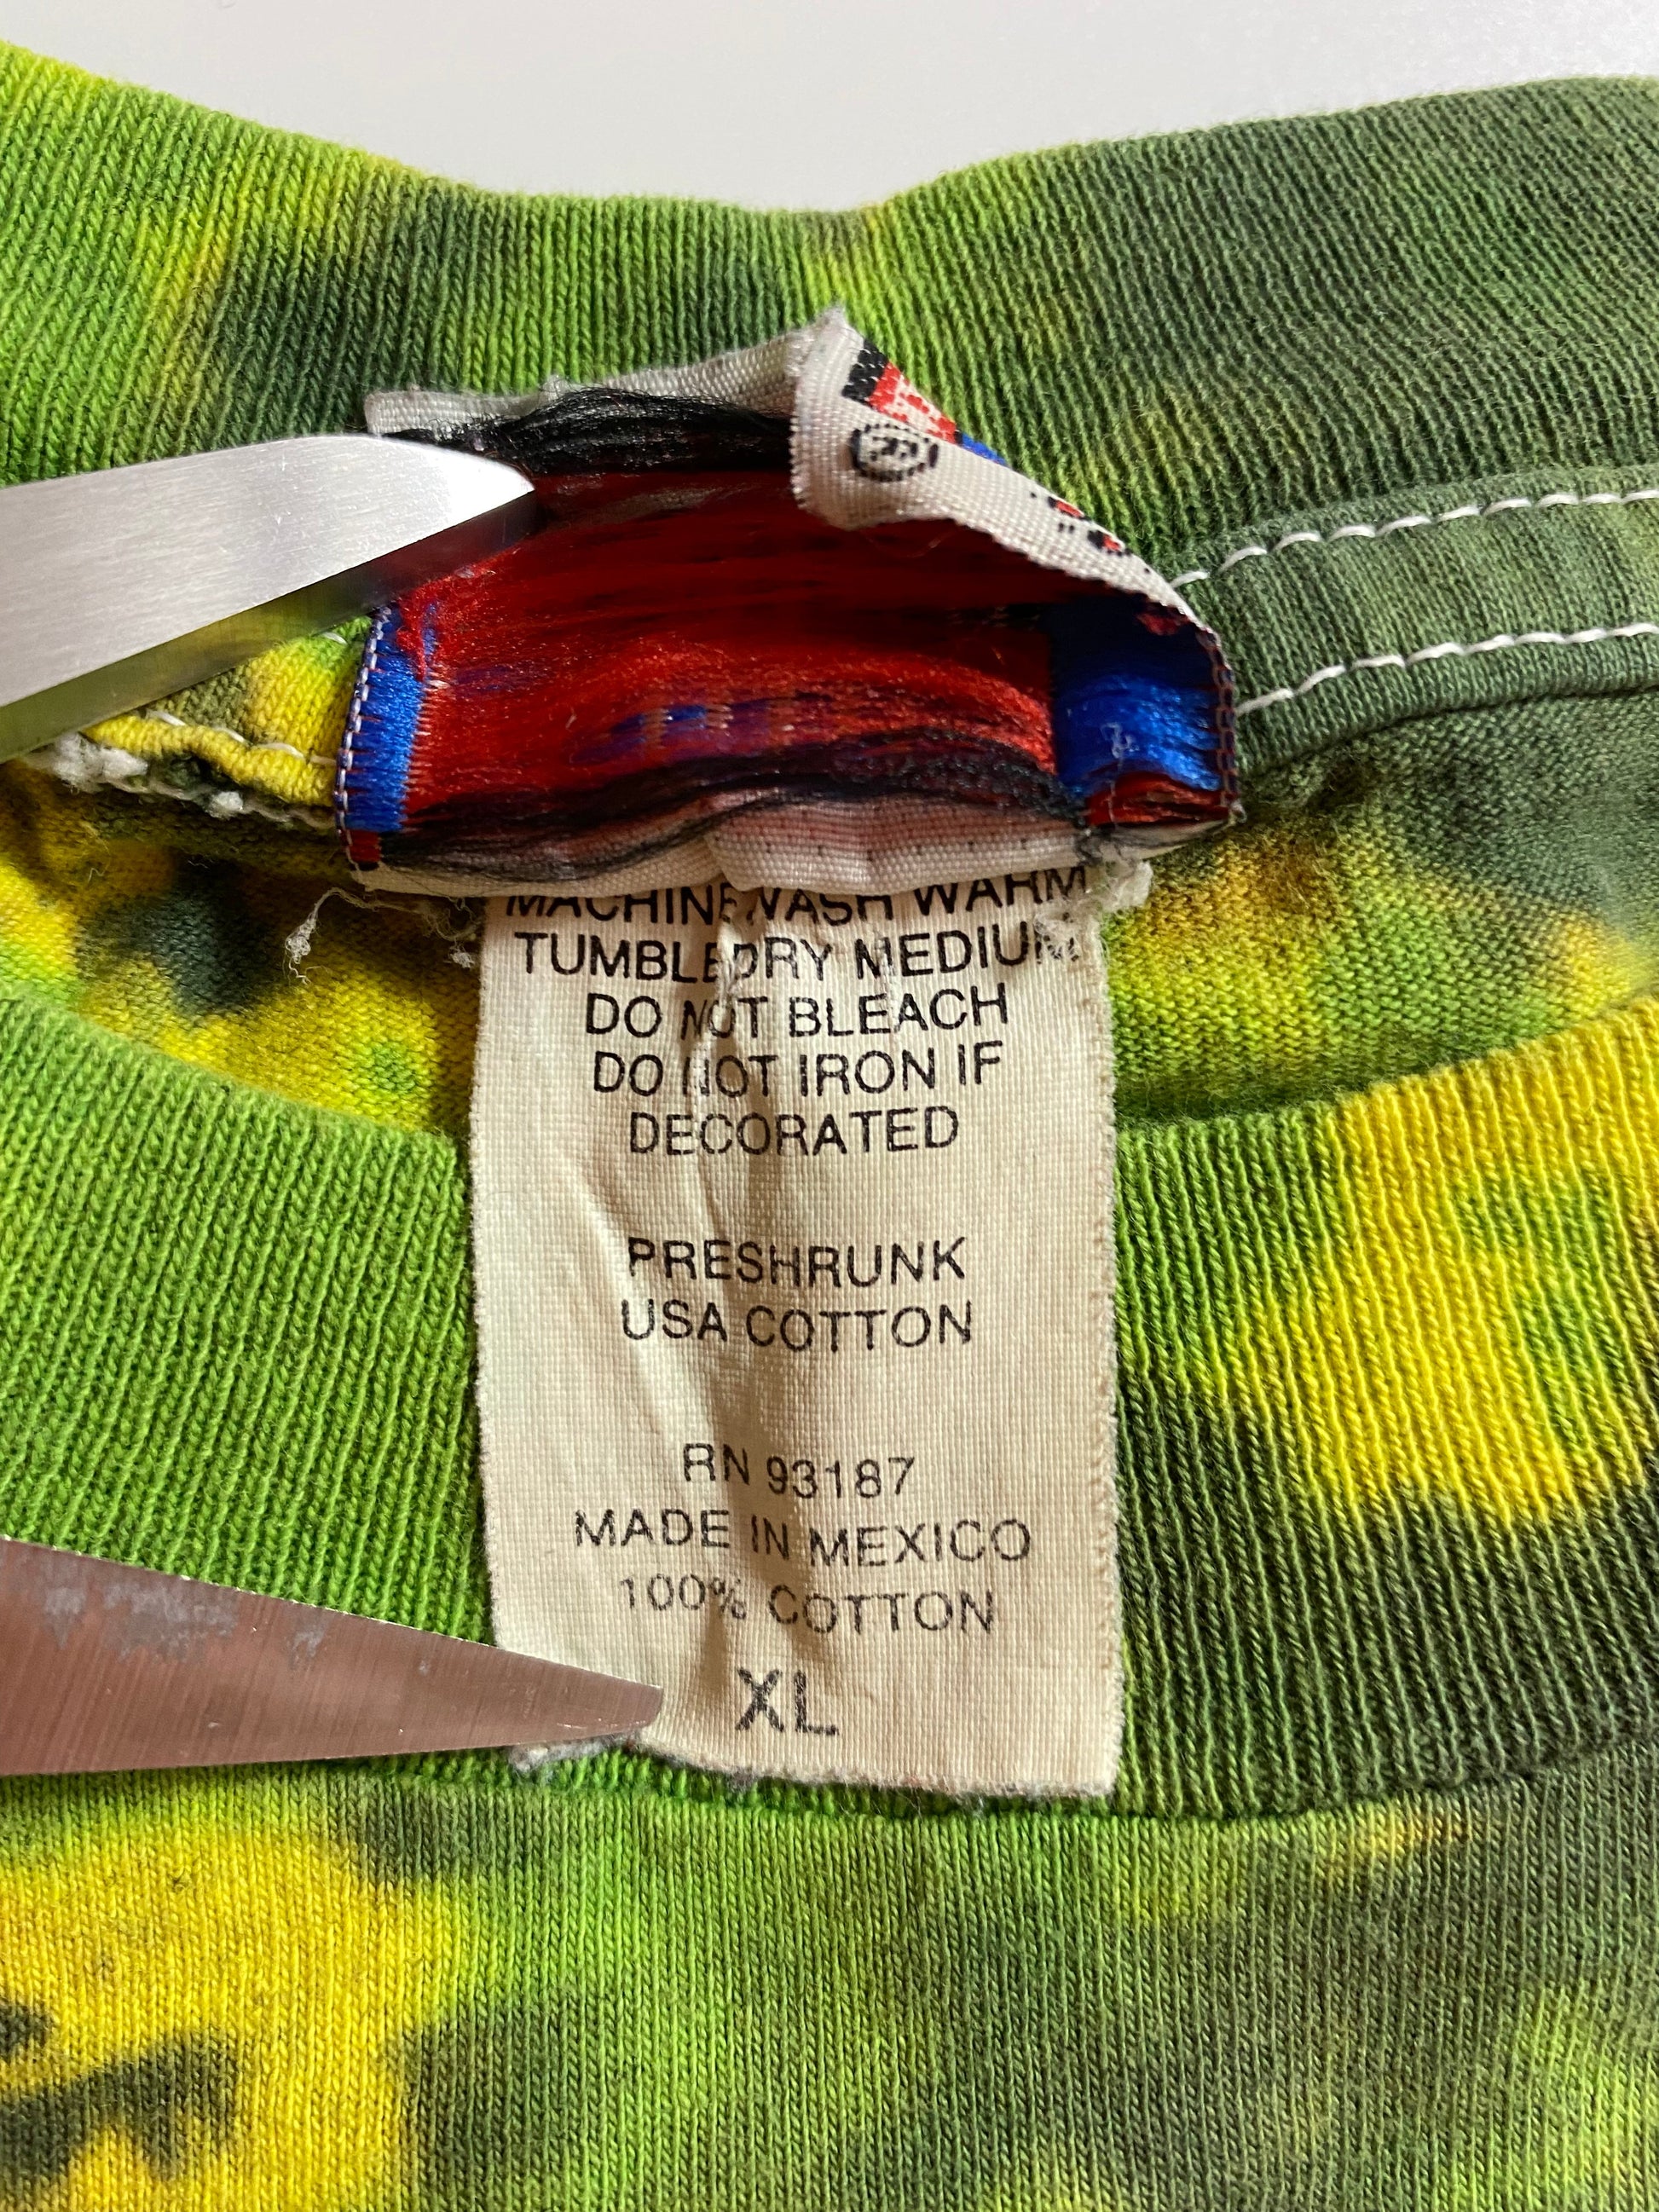 ®
MACHINE WASH WARM
TUMBLE DRY MEDIUM
DO NOT BLEACH
DO NOT IRON IF
DECORATED
PRESHRUNK
USA COTTON
RN 93187
MADE IN MEXICO
100% COTTON
XL